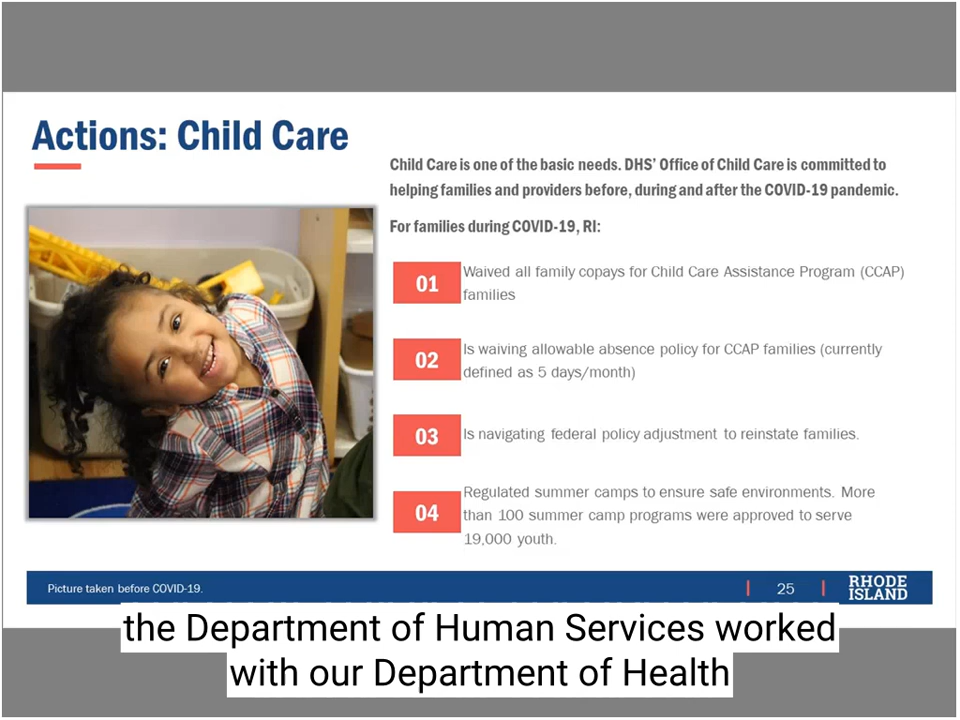 Actions: Child Care
Child Care is one of the basic needs. DHS' Office of Child Care is committed to
helping families and providers before, during and after the COVID-19 pandemic.
For families during COVID-19, RI:
01
Waived all family copays for Child Care Assistance Program (CCAP)
families
02
Is waiving allowable absence policy for CCAP families (currently
defined as 5 days/month)
03
Is navigating federal policy adjustment to reinstate families.
04
Regulated summer camps to ensure safe environments. More
than 100 summer camp programs were approved to serve
19,000 youth.
Picture taken before COVID-19.
25
RHODE
ISLAND
the Department of Human Services worked
with our Department of Health